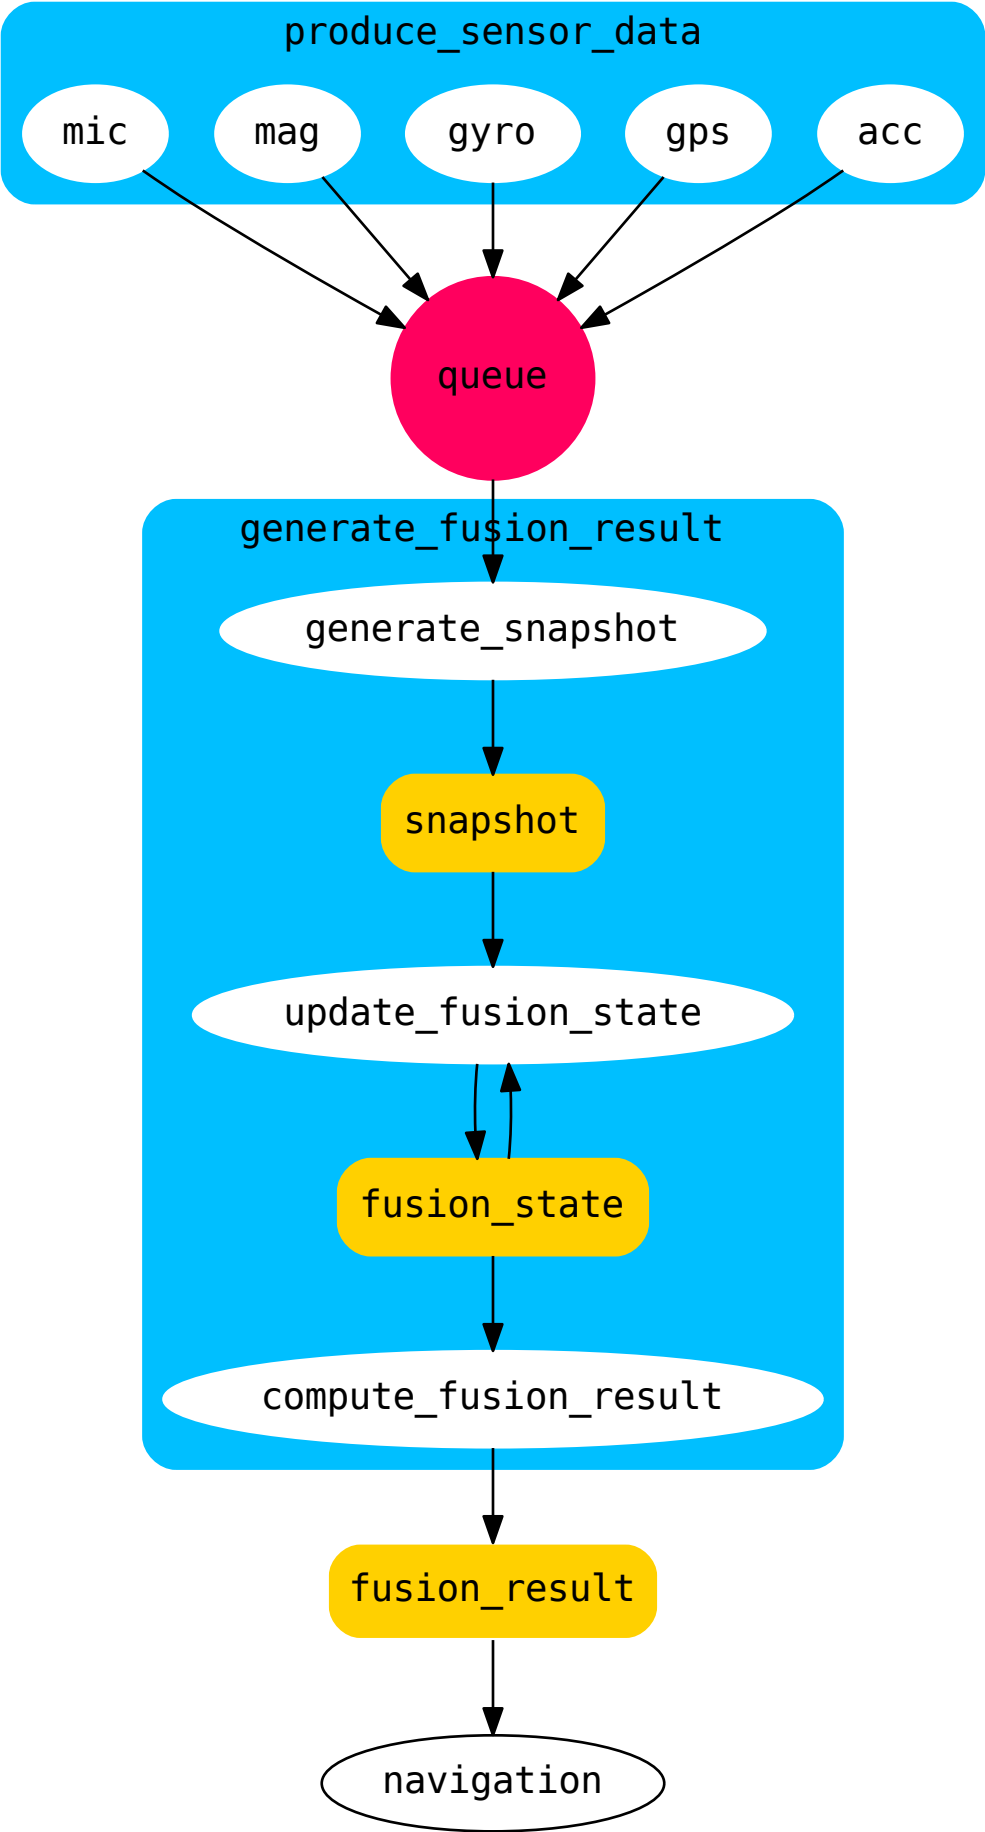 produce_sensor_data
mic mag gyro gps acc
queue
generate_fusion_result
generate_snapshot
snapshot
update_fusion_state
fusion_state
compute_fusion_result
fusion_result
navigation